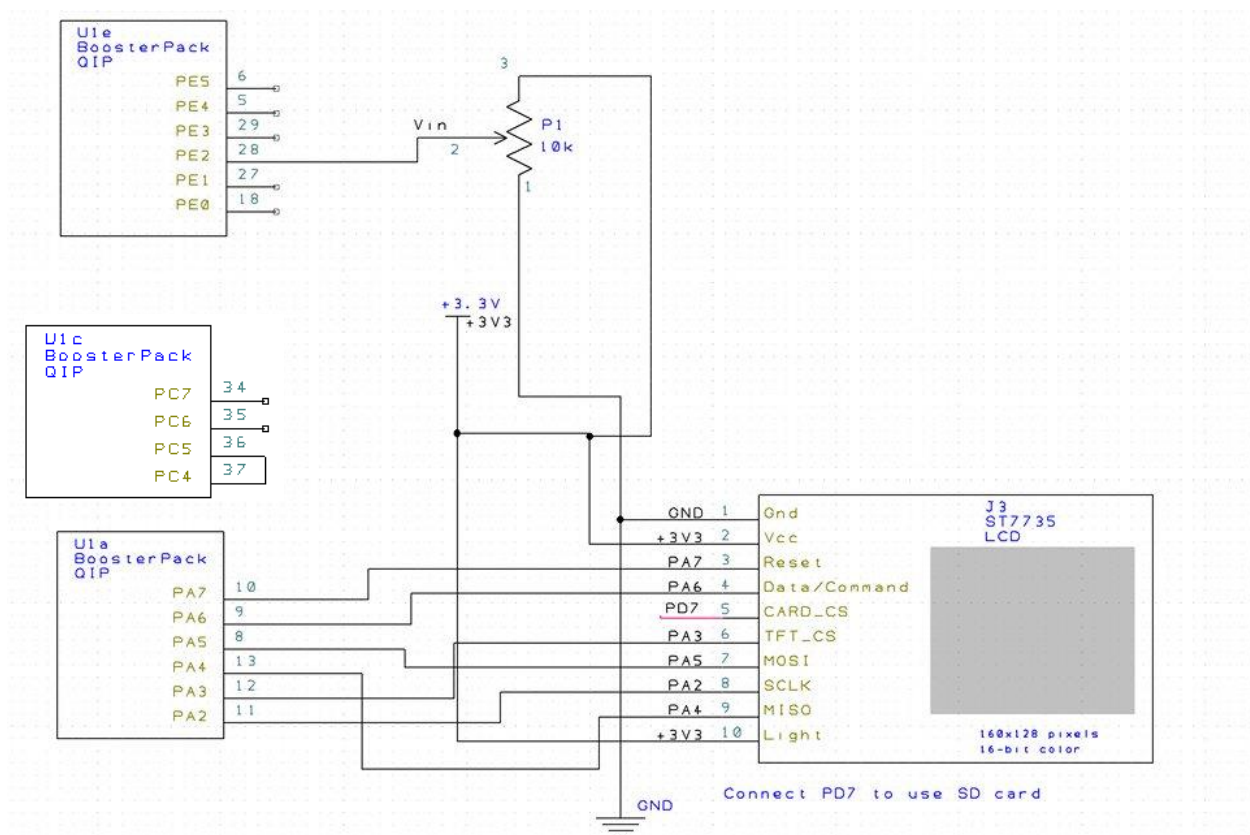 U1e
BoosterPack
QIP
PE5 6
PE4 5
PE3 29
PE2 28
PE1 27
PE0 18
Vin
2
3
P1
10k
1
+3.3V
+3V3
U1c
BoosterPack
QIP
PC7 34
PC6 35
PC5 36
PC4 37
U1a
BoosterPack
QIP
PA7 10
PA6 9
PA5 8
PA4 13
PA3 12
PA2 11
J3
ST7735
LCD
GND 1 Gnd
+3V3 2 Vcc
PA7 3 Reset
PA6 4 Data/Command
PD7 5 CARD_CS
PA3 6 TFT_CS
PA5 7 MOSI
PA2 8 SCLK
PA4 9 MISO
+3V3 10 Light
160x128 pixels
16-bit color
Connect PD7 to use SD card
GND